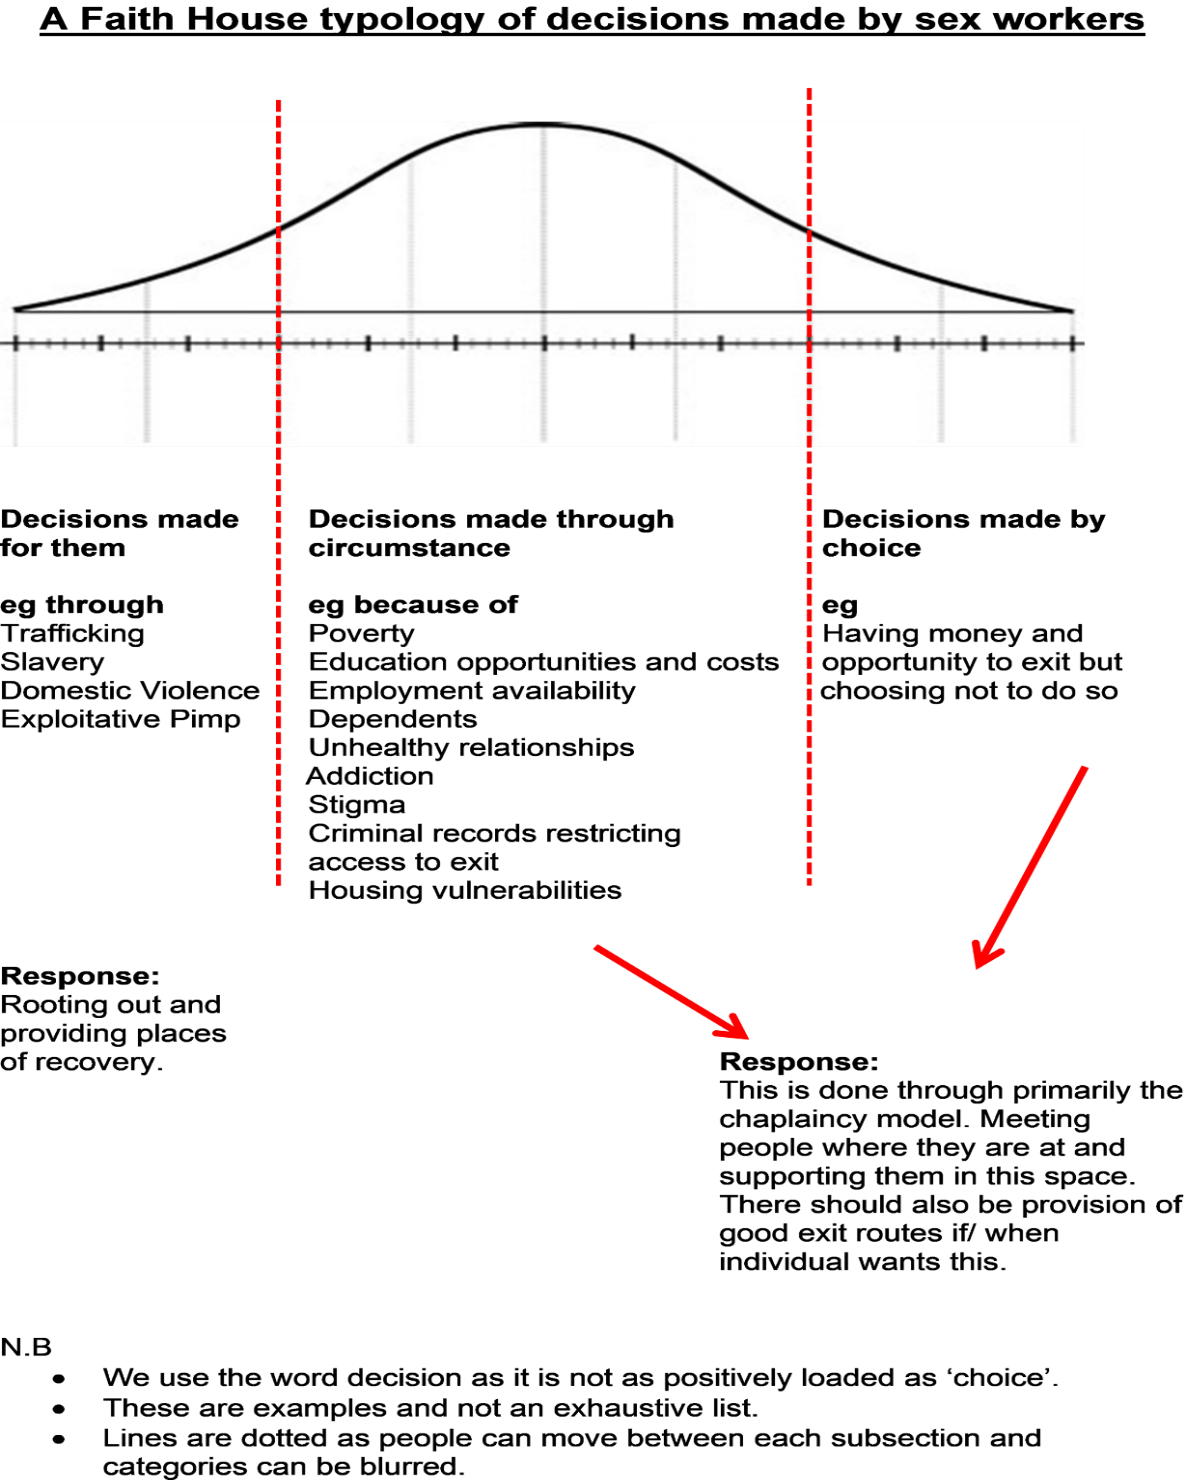 A Faith House typology of decisions made by sex workers
Decisions made
for them
eg through
Trafficking
Slavery
Domestic Violence
Exploitative Pimp
Decisions made through
circumstance
eg because of
Poverty
Education opportunities and costs
Employment availability
Dependents
Unhealthy relationships
Addiction
Stigma
Criminal records restricting
access to exit
Housing vulnerabilities
Decisions made by
choice
eg
Having money and
opportunity to exit but
choosing not to do so
Response:
Rooting out and
providing places
of recovery.
Response:
This is done through primarily the
chaplaincy model. Meeting
people where they are at and
supporting them in this space.
There should also be provision of
good exit routes if/ when
individual wants this.
N.B
• We use the word decision as it is not as positively loaded as ‘choice’.
• These are examples and not an exhaustive list.
• Lines are dotted as people can move between each subsection and
categories can be blurred.